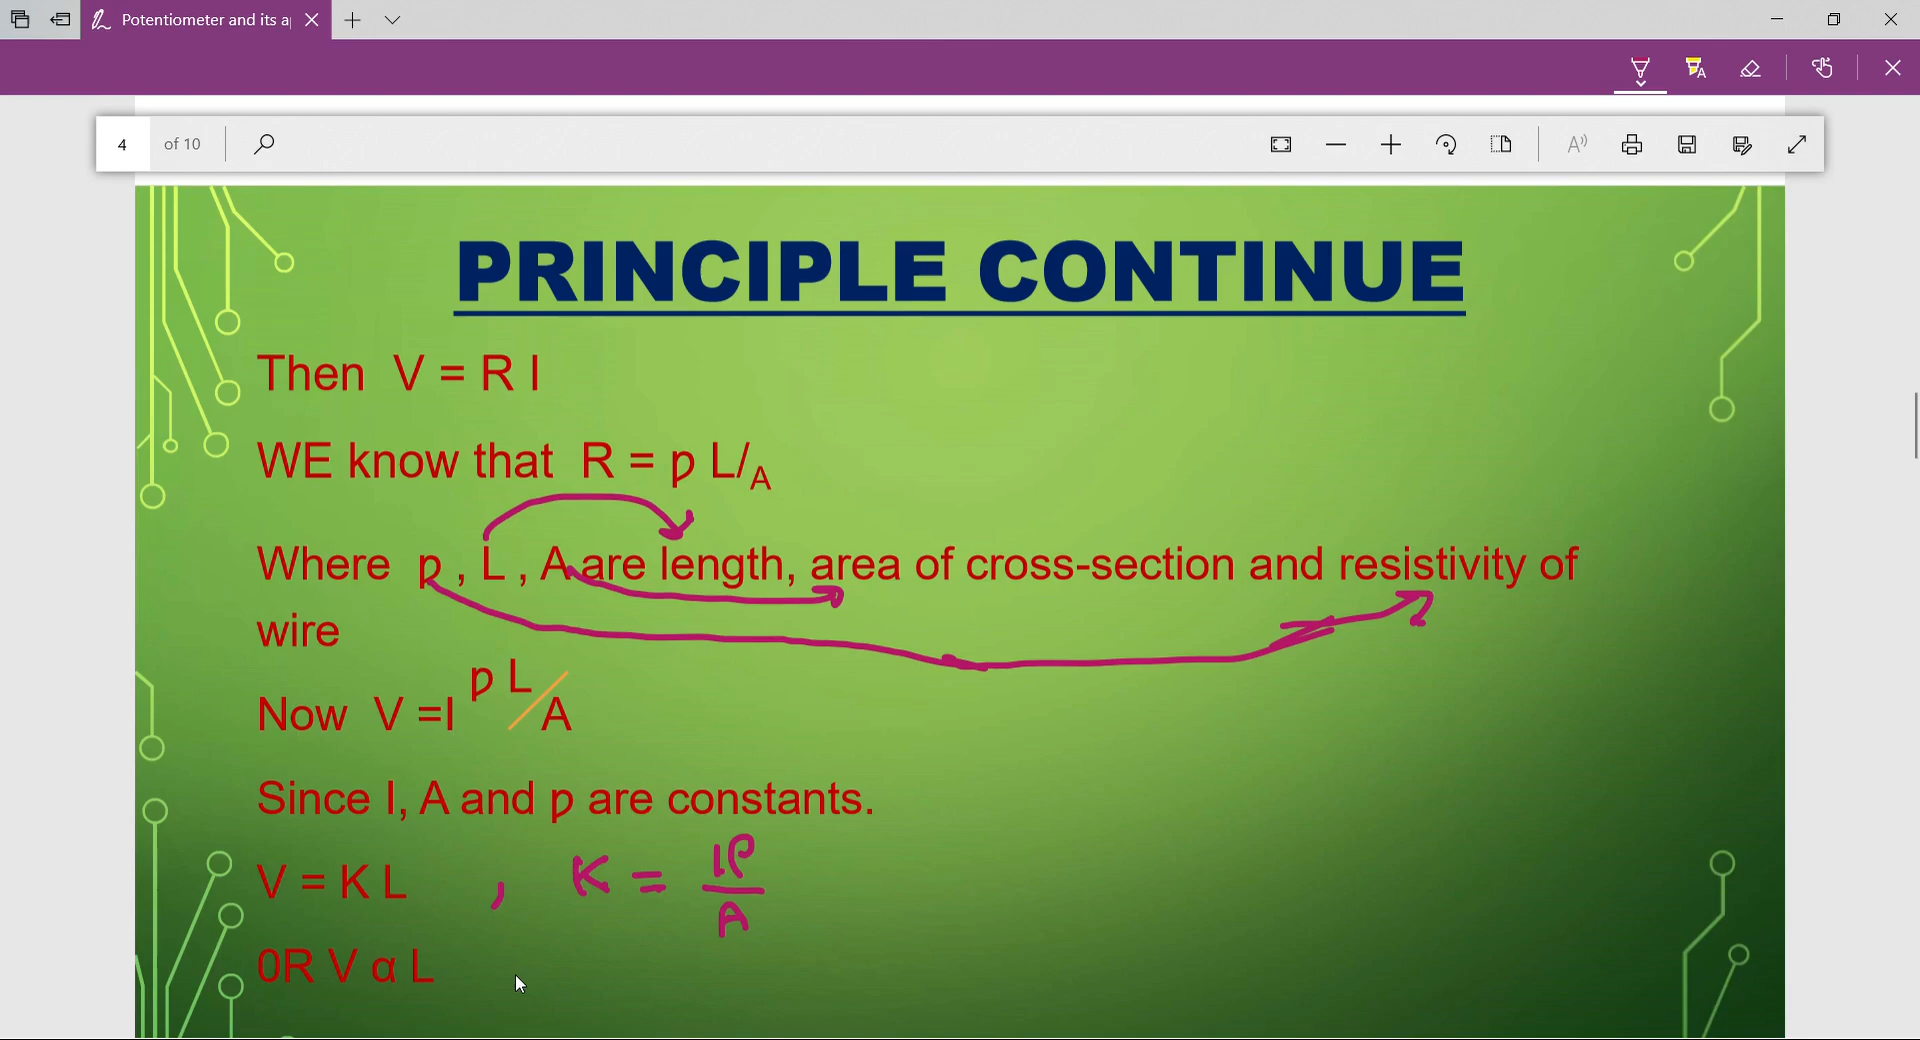 Potentiometer and its a
4 of 10
PRINCIPLE CONTINUE
Then V = R I
WE know that R = p L/A
Where p , L , A are length, area of cross-section and resistivity of
wire
Now V =I p L/A
Since I, A and p are constants.
V = K L , K = Iρ/A
0R V α L